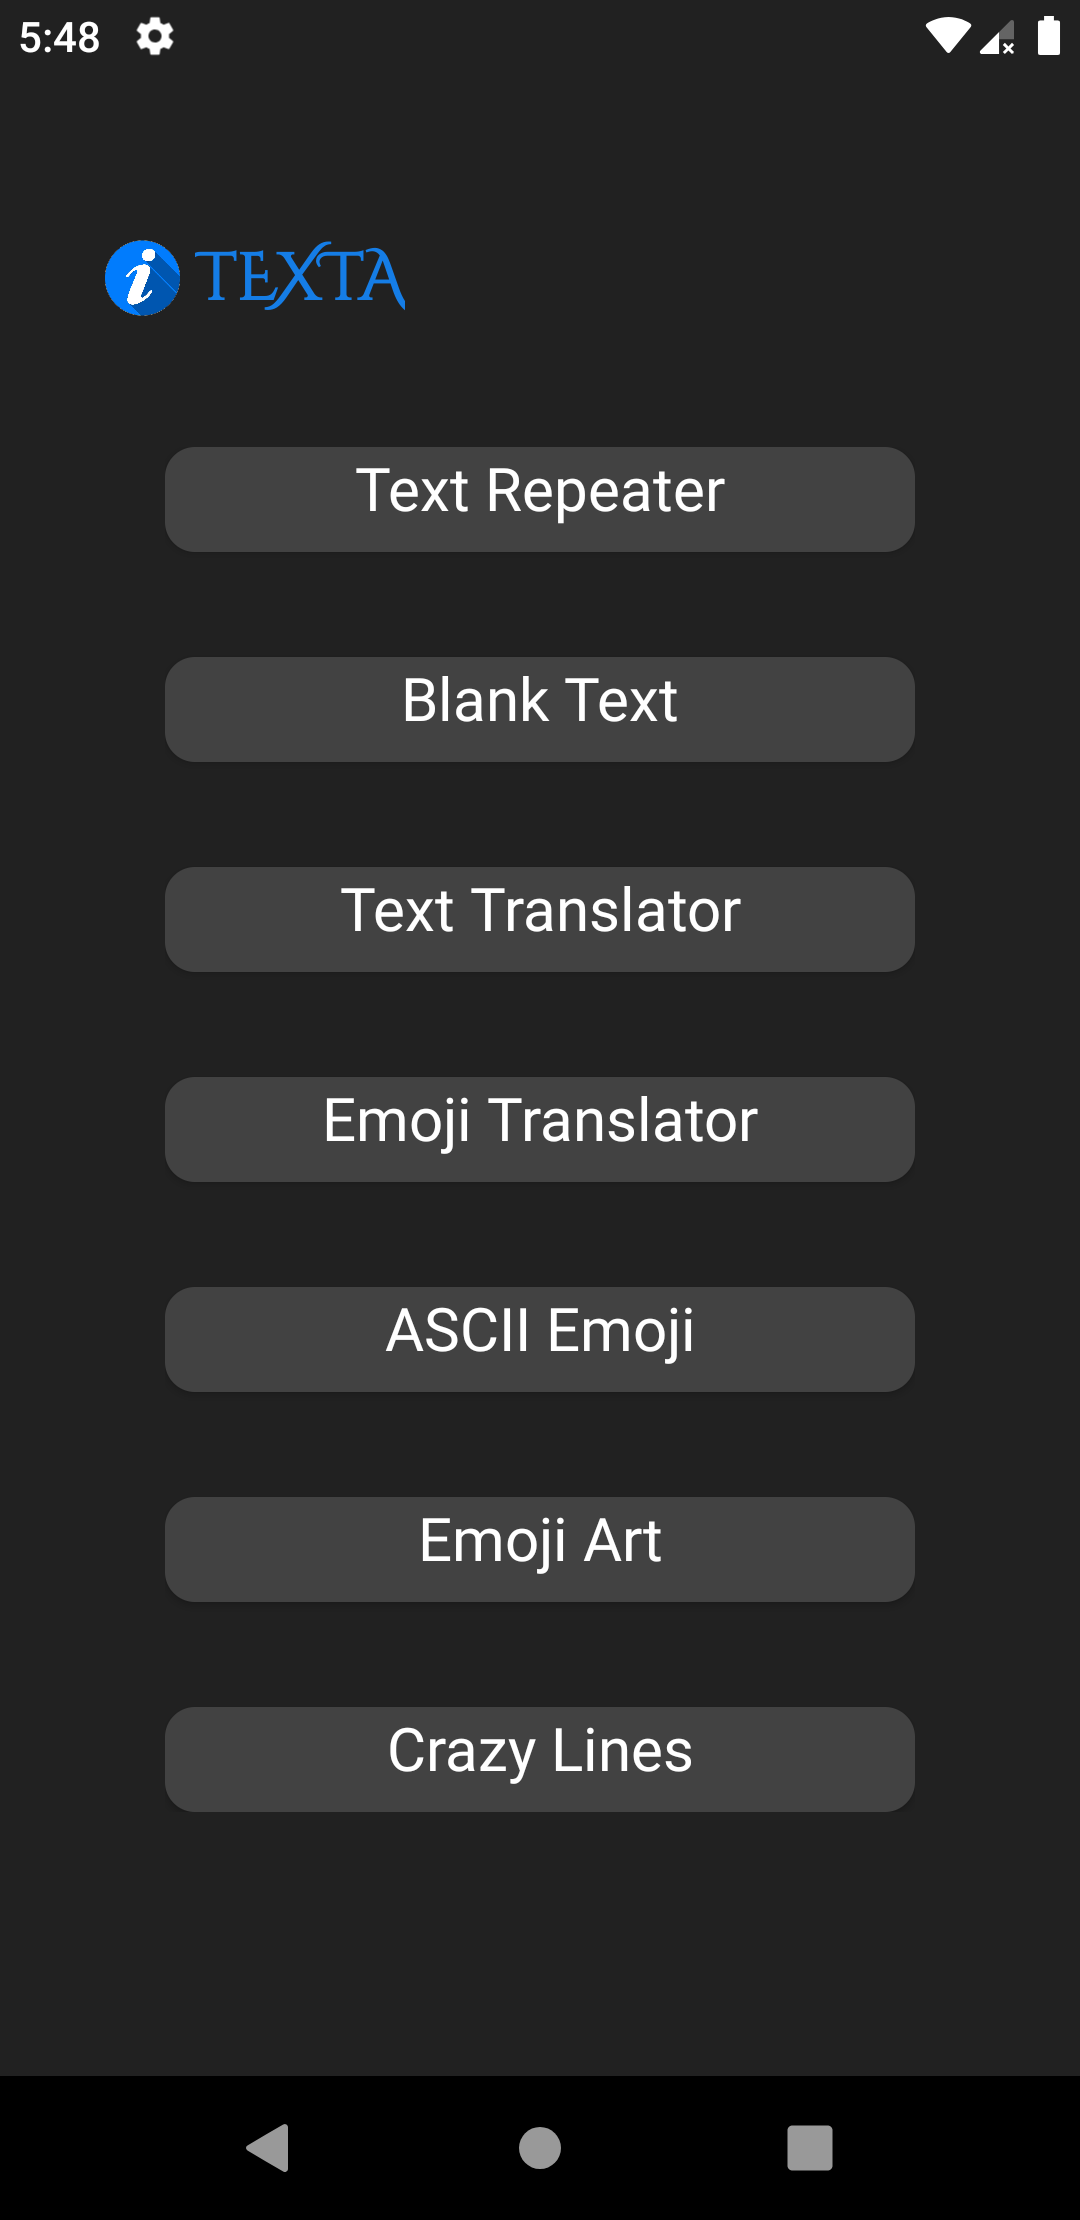 5:48
i TEXTA
Text Repeater
Blank Text
Text Translator
Emoji Translator
ASCII Emoji
Emoji Art
Crazy Lines